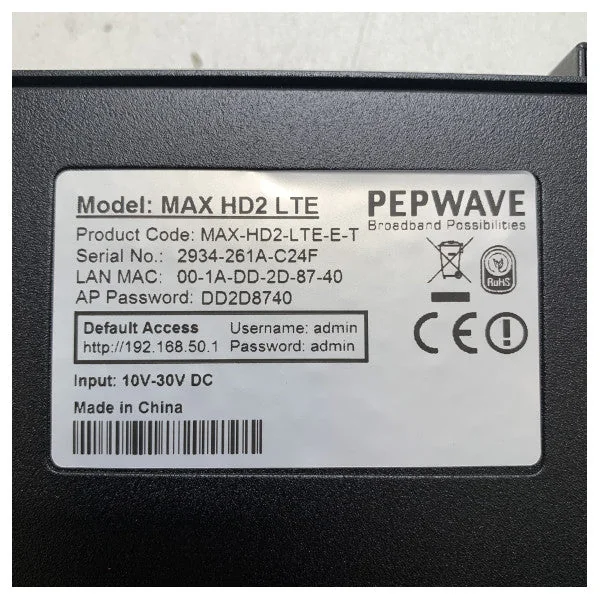 Model: MAX HD2 LTE
PEPWAVE
Broadband Possibilities
Product Code: MAX-HD2-LTE-E-T
Serial No.: 2934-261A-C24F
LAN MAC: 00-1A-DD-2D-87-40
AP Password: DD2D8740
RoHS
Default Access Username: admin
http://192.168.50.1 Password: admin
CE
Input: 10V-30V DC
Made in China